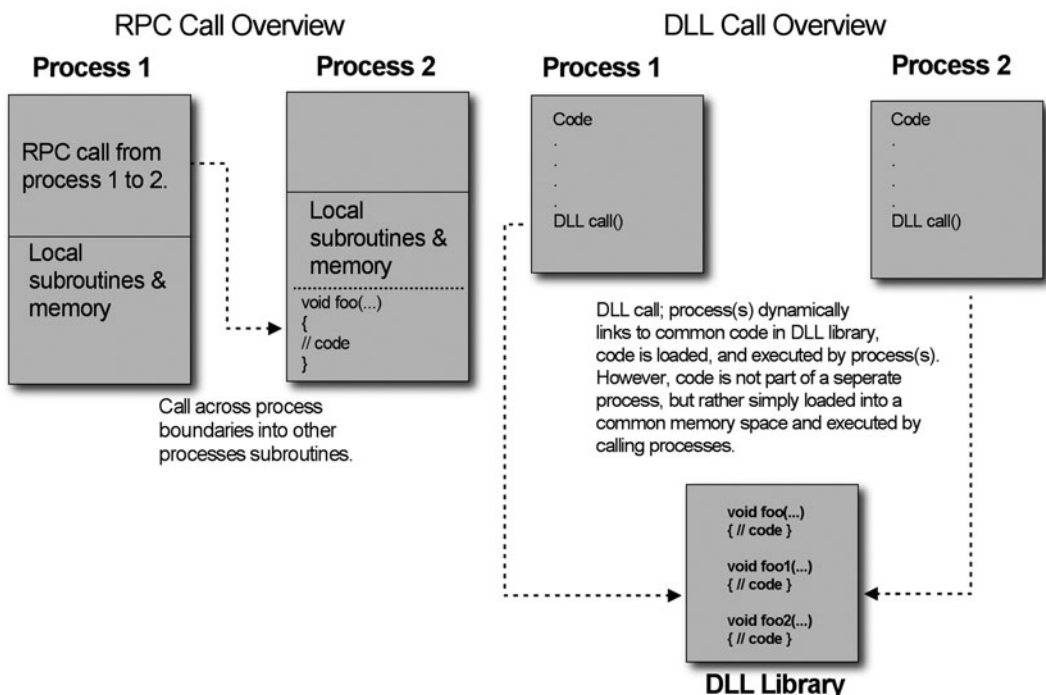 RPC Call Overview
Process 1
Process 2
RPC call from
process 1 to 2.
Local
subroutines &
memory
Local
subroutines &
memory
void foo(...)
{
// code
}
Call across process
boundaries into other
processes subroutines.
DLL Call Overview
Process 1
Process 2
Code
.
.
.
.
DLL call()
Code
.
.
.
.
DLL call()
DLL call; process(s) dynamically
links to common code in DLL library,
code is loaded, and executed by process(s).
However, code is not part of a seperate
process, but rather simply loaded into a
common memory space and executed by
calling processes.
void foo(...)
{ // code }
void foo1(...)
{ // code }
void foo2(...)
{ // code }
DLL Library